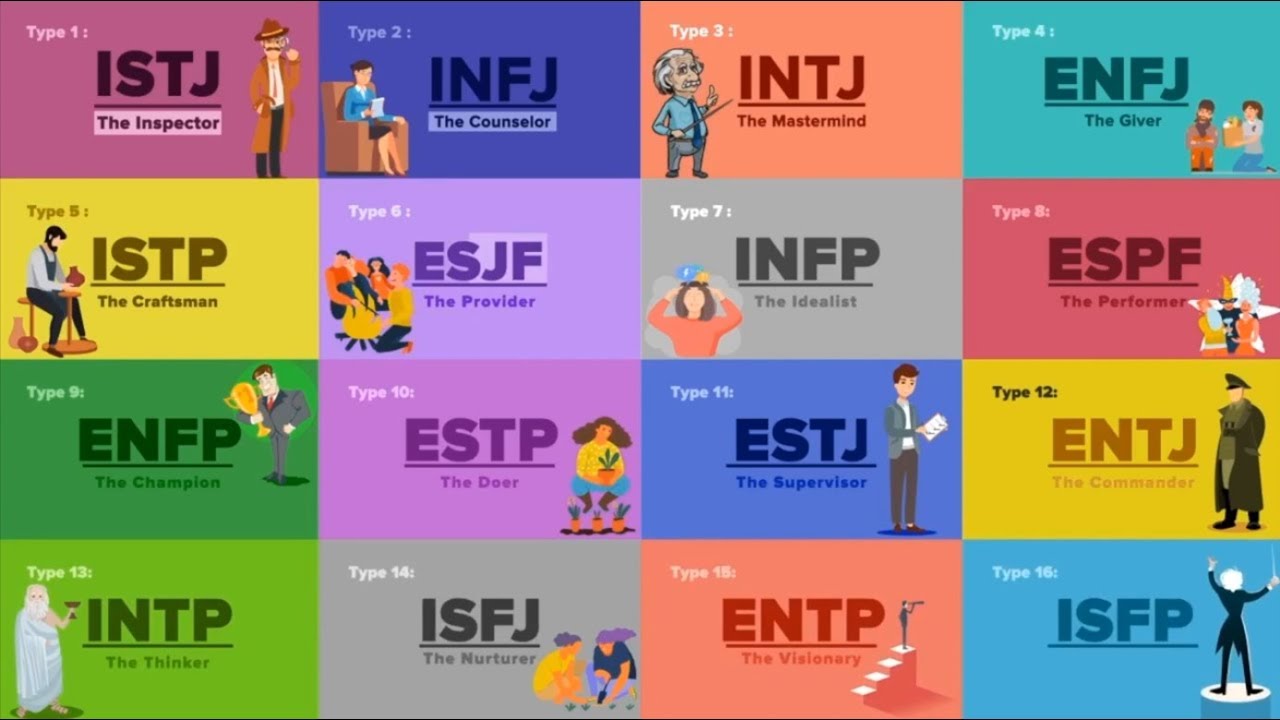 Type 1 :
ISTJ
The Inspector
Type 2 :
INFJ
The Counselor
Type 3 :
INTJ
The Mastermind
Type 4 :
ENFJ
The Giver
Type 5 :
ISTP
The Craftsman
Type 6 :
ESJF
The Provider
Type 7 :
INFP
The Idealist
Type 8:
ESPF
The Performer
Type 9:
ENFP
The Champion
Type 10:
ESTP
The Doer
Type 11:
ESTJ
The Supervisor
Type 12:
ENTJ
The Commander
Type 13:
INTP
The Thinker
Type 14:
ISFJ
The Nurturer
Type 15:
ENTP
The Visionary
Type 16:
ISFP